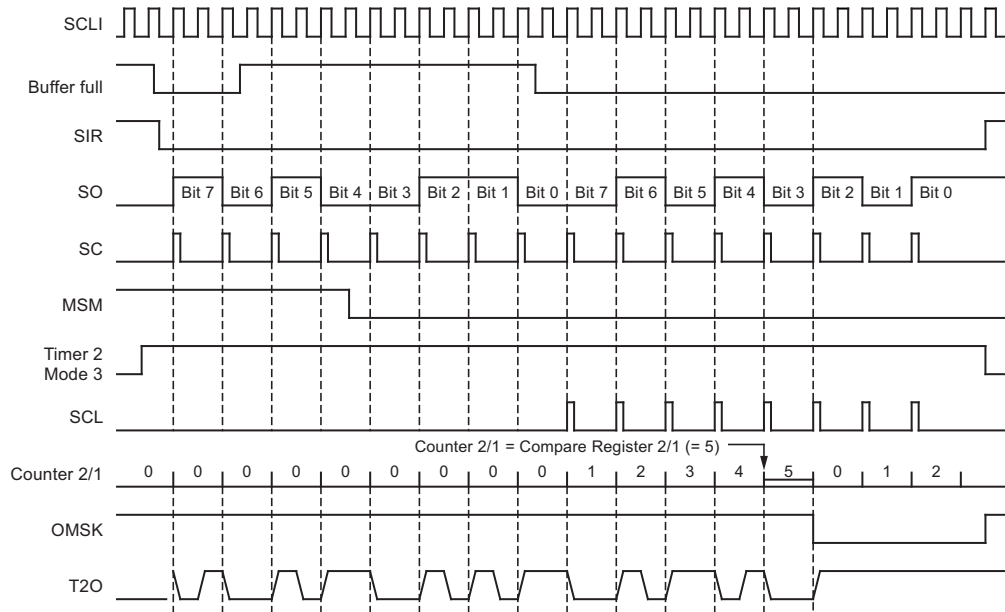 SCLI
Buffer full
SIR
SO
Bit 7 Bit 6 Bit 5 Bit 4 Bit 3 Bit 2 Bit 1 Bit 0 Bit 7 Bit 6 Bit 5 Bit 4 Bit 3 Bit 2 Bit 1 Bit 0
SC
MSM
Timer 2
Mode 3
SCL
Counter 2/1 = Compare Register 2/1 (= 5)
Counter 2/1
0 0 0 0 0 0 0 0 0 1 2 3 4 5 0 1 2
OMSK
T2O